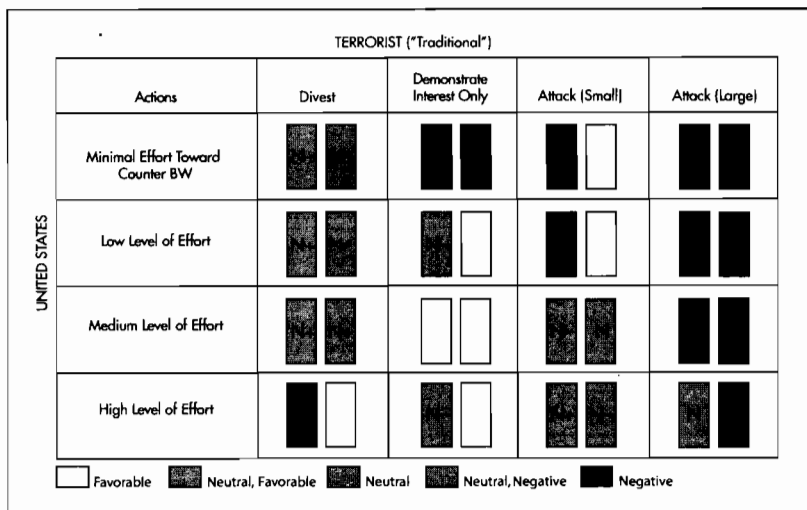 TERRORIST ("Traditional")
Actions
Divest
Demonstrate
Interest Only
Attack (Small)
Attack (Large)
UNITED STATES
Minimal Effort Toward
Counter BW
Low Level of Effort
Medium Level of Effort
High Level of Effort
Favorable
Neutral, Favorable
Neutral
Neutral, Negative
Negative